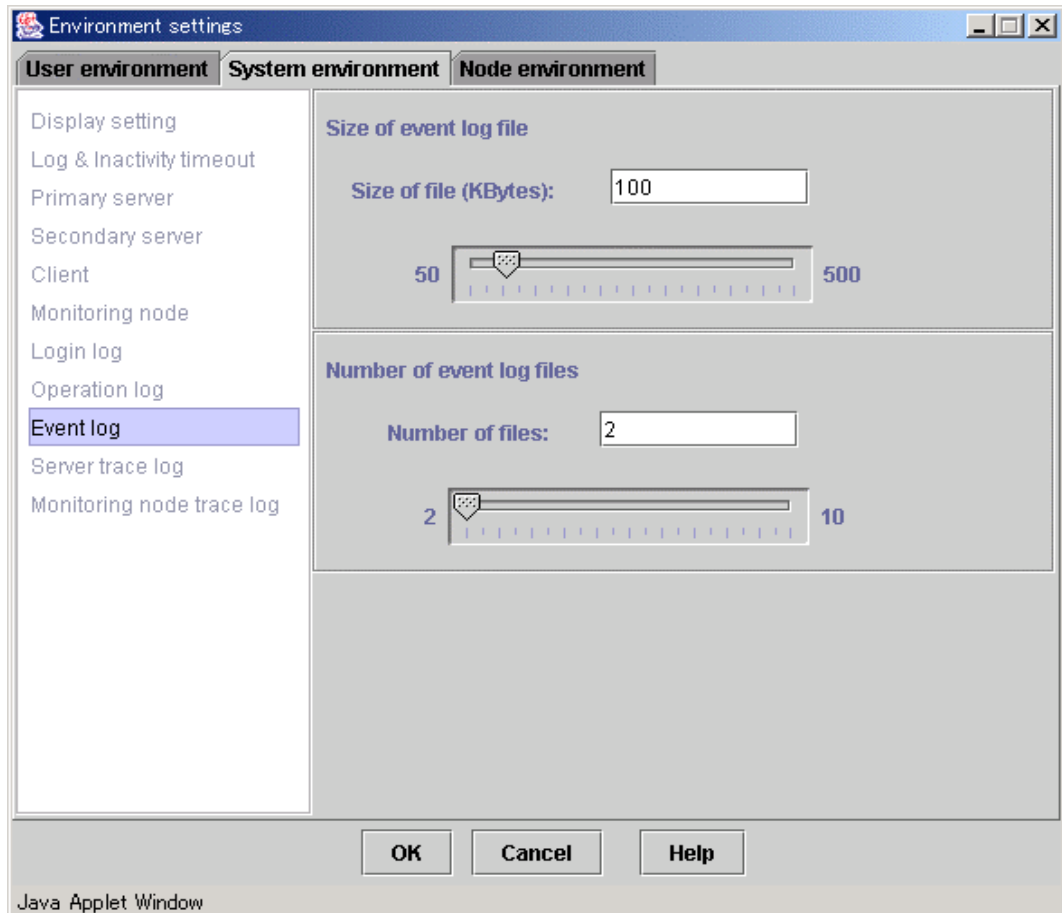 Environment settings
User environment System environment Node environment
Display setting
Log & Inactivity timeout
Primary server
Secondary server
Client
Monitoring node
Login log
Operation log
Event log
Server trace log
Monitoring node trace log
Size of event log file
Size of file (KBytes): 100
50 500
Number of event log files
Number of files: 2
2 10
OK Cancel Help
Java Applet Window